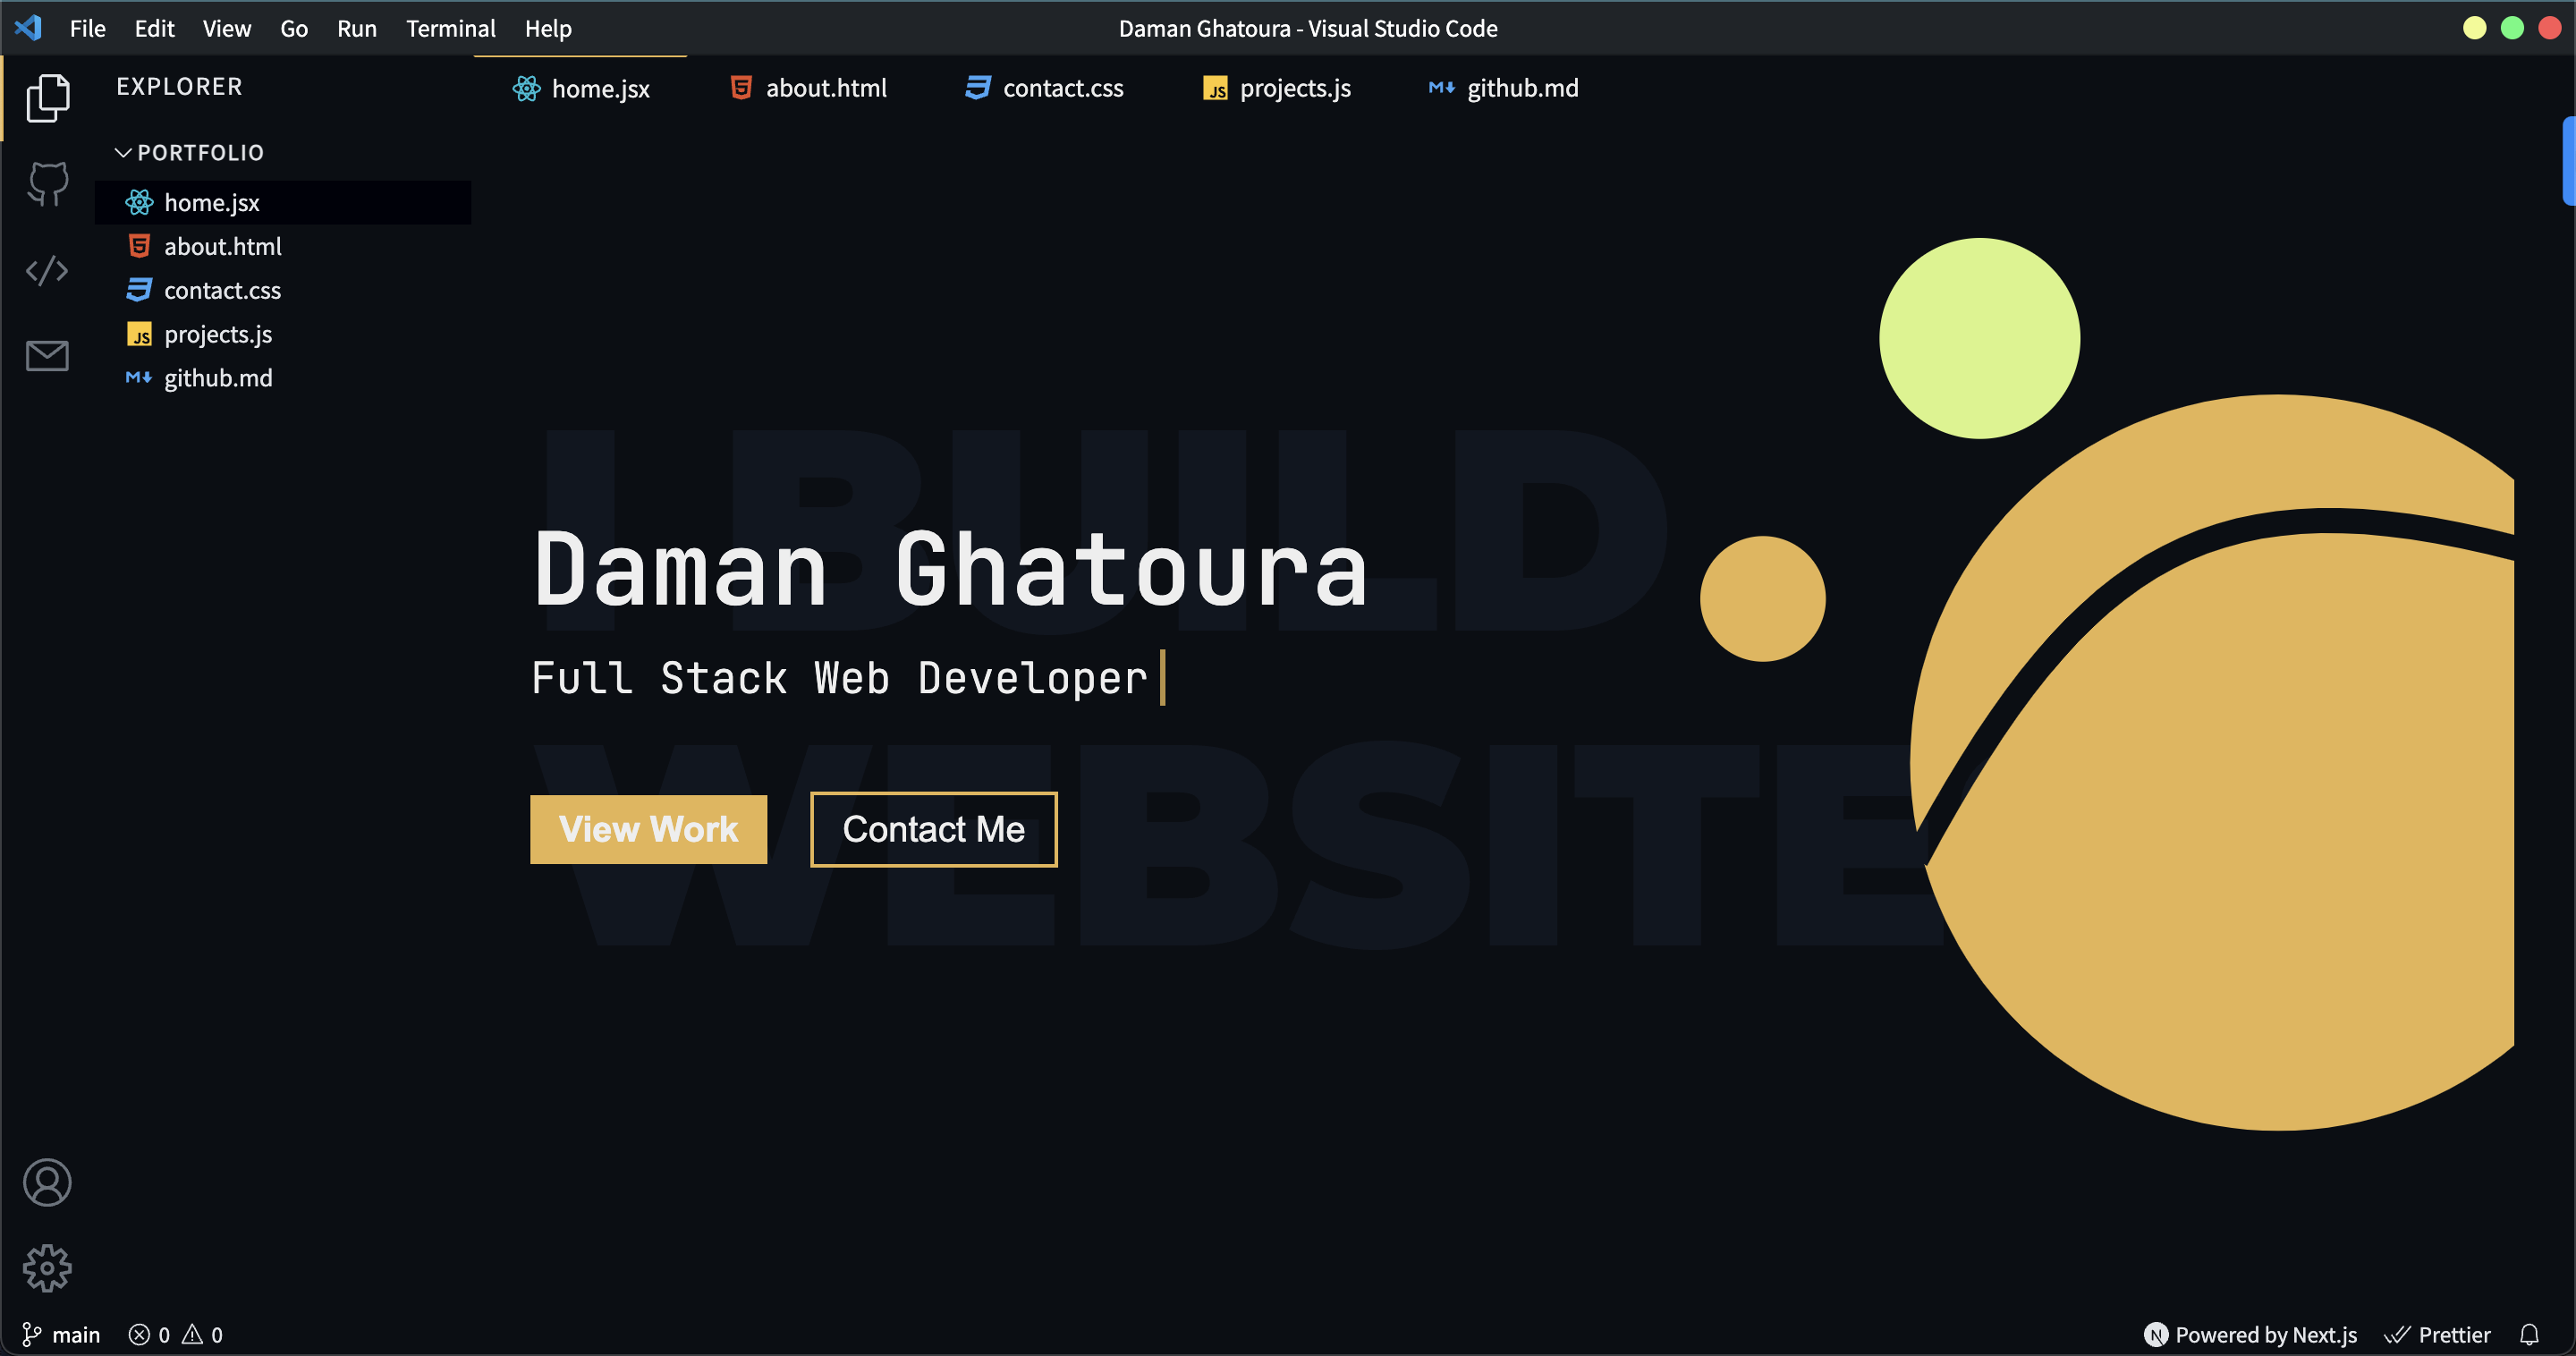 File Edit View Go Run Terminal Help
Daman Ghatoura - Visual Studio Code
EXPLORER
PORTFOLIO
home.jsx
about.html
contact.css
projects.js
github.md
home.jsx
about.html
contact.css
projects.js
github.md
I BUILD
Daman Ghatoura
Full Stack Web Developer
WEBSITE
View Work
Contact Me
main
0
0
Powered by Next.js
Prettier